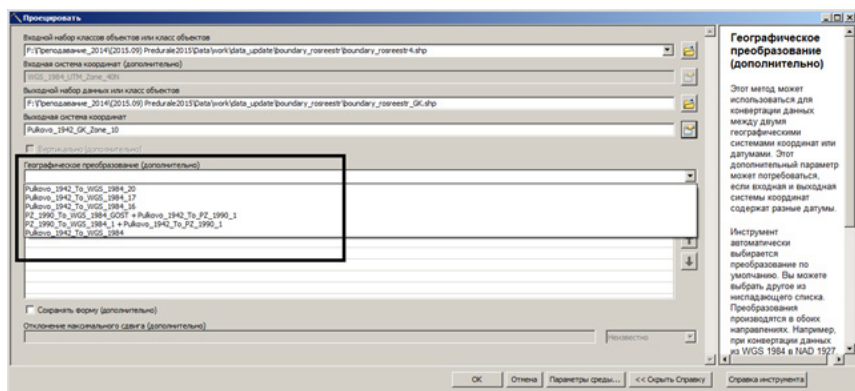 Проецировать
Входной набор классов объектов или класс объектов
F:\Преподавание_2014\(2015.09) Predurale2015\Data\work\data_update\boundary_rosreestr\boundary_rosreestr4.shp
Входная система координат (дополнительно)
WGS_1984_UTM_Zone_40N
Выходной набор данных или класс объектов
F:\Преподавание_2014\(2015.09) Predurale2015\Data\work\data_update\boundary_rosreestr\boundary_rosreestr_GK.shp
Выходная система координат
Pulkovo_1942_GK_Zone_10
Вертикально (дополнительно)
Географическое преобразование (дополнительно)
Pulkovo_1942_To_WGS_1984_20
Pulkovo_1942_To_WGS_1984_17
Pulkovo_1942_To_WGS_1984_16
PZ_1990_To_WGS_1984_GOST + Pulkovo_1942_To_PZ_1990_1
PZ_1990_To_WGS_1984_1 + Pulkovo_1942_To_PZ_1990_1
Pulkovo_1942_To_WGS_1984
Сохранять форму (дополнительно)
Отклонение максимального сдвига (дополнительно)
Неизвестно
OK
Отмена
Параметры среды...
<< Скрыть Справку
Географическое
преобразование
(дополнительно)
Этот метод может
использоваться для
конвертации данных
между двумя
географическими
системами координат или
датумами. Этот
дополнительный параметр
может потребоваться,
если входная и выходная
системы координат
содержат разные датумы.
Инструмент
автоматически
выбирается
преобразование по
умолчанию. Вы можете
выбрать другое из
ниспадающего списка.
Преобразования
производятся в обоих
направлениях. Например,
при конвертации данных
из WGS 1984 в NAD 1927,
Справка инструмента